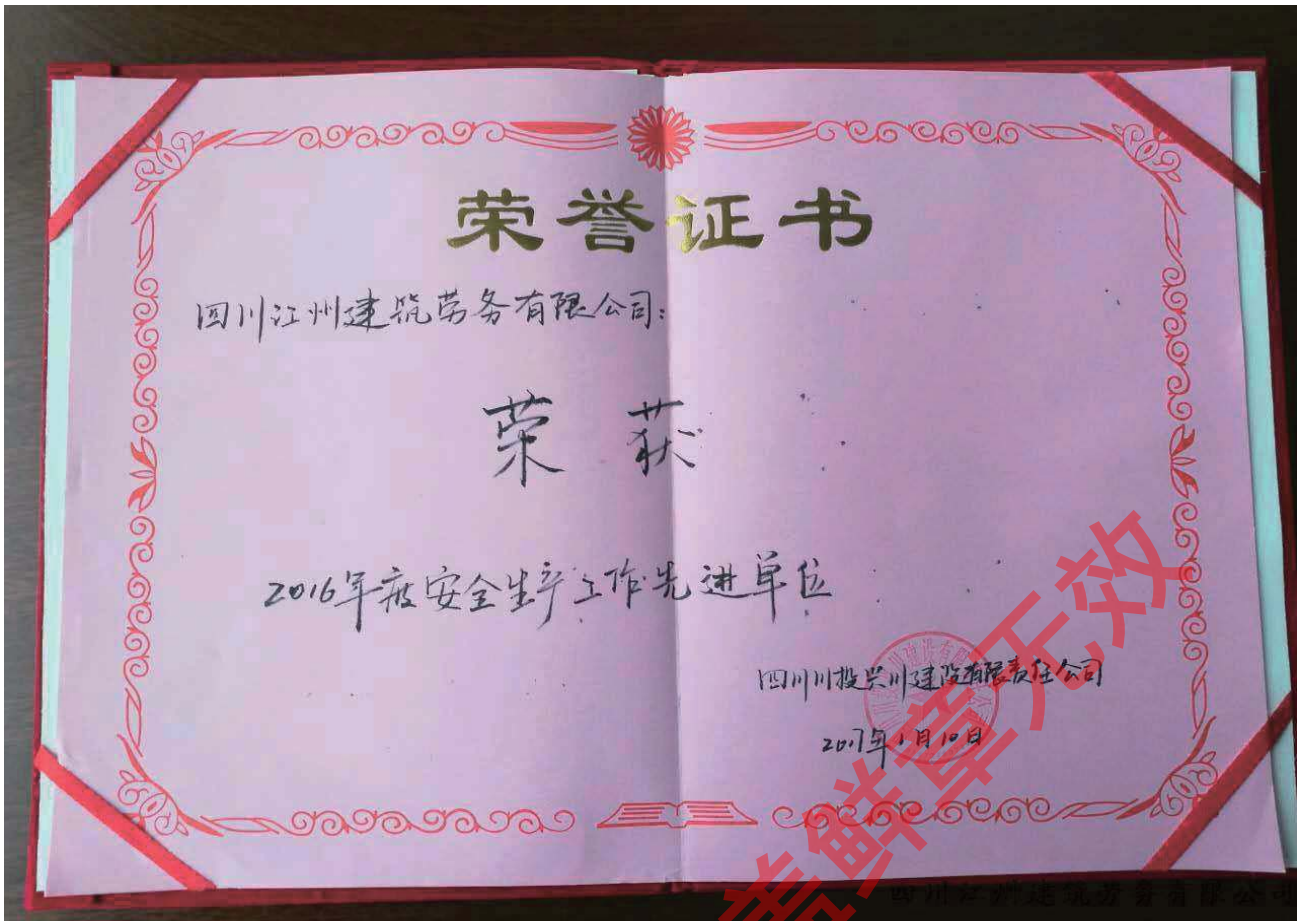 荣誉证书
四川江州建筑劳务有限公司:
荣获
2016年度安全生产工作先进单位
四川川投兴川建设有限责任公司
2017年1月10日
盖鲜章无效
四川江州建筑劳务有限公司